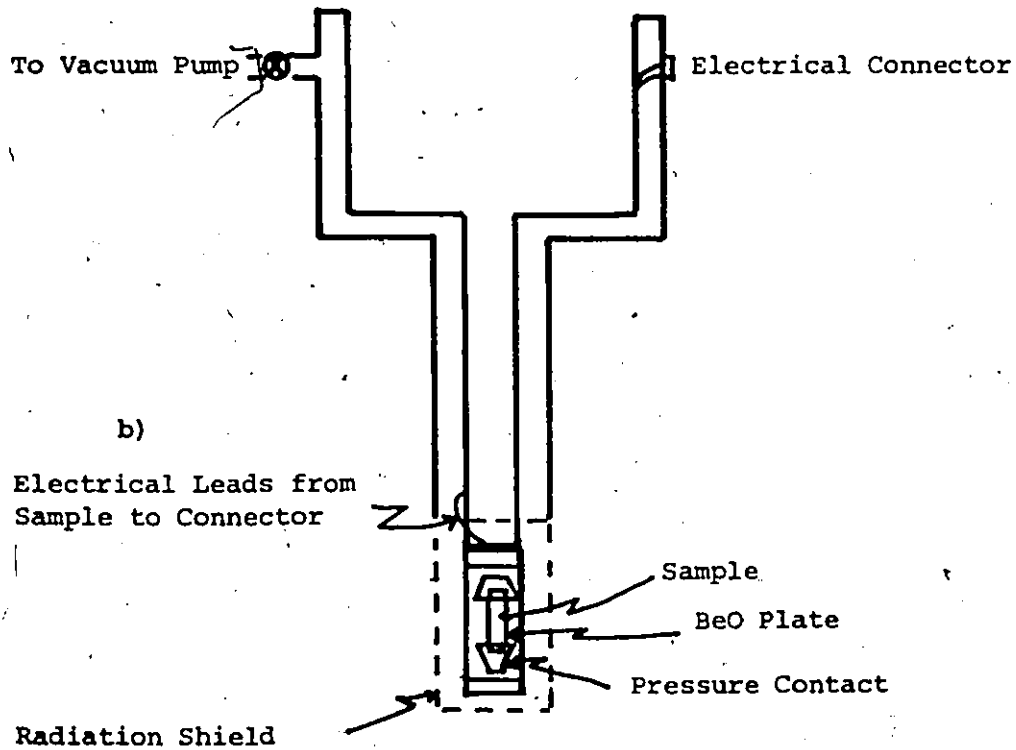 To Vacuum Pump
Electrical Connector
b)
Electrical Leads from
Sample to Connector
Sample
BeO Plate
Pressure Contact
Radiation Shield